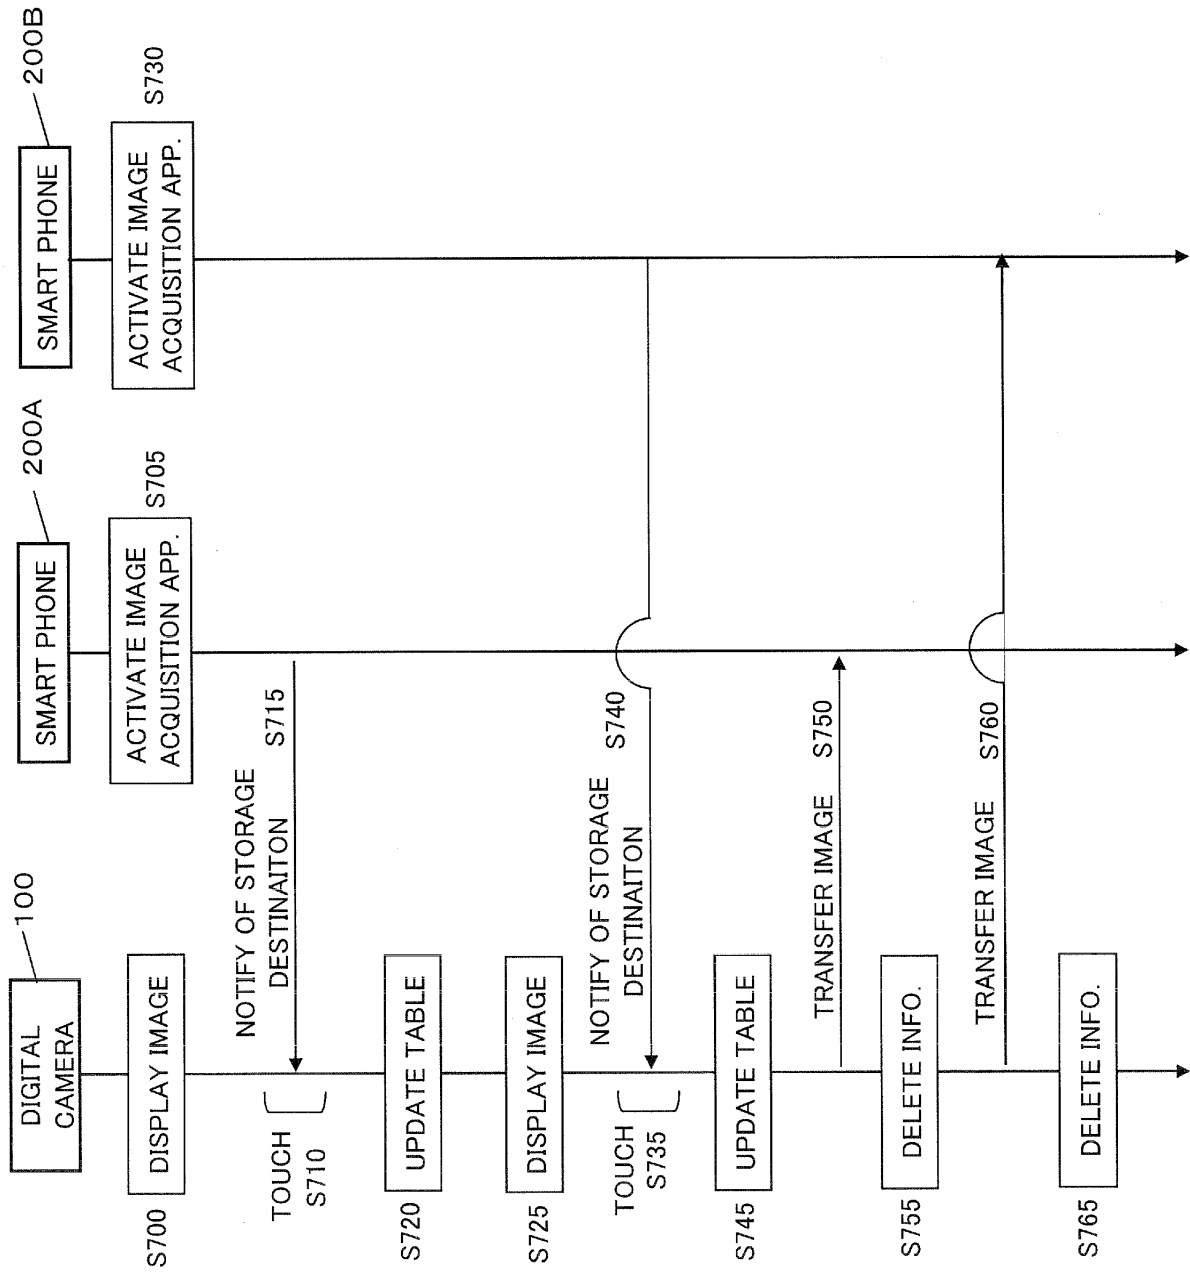 DIGITAL
CAMERA
100
SMART PHONE
200A
SMART PHONE
200B
S700
DISPLAY IMAGE
ACTIVATE IMAGE
ACQUISITION APP.
S705
ACTIVATE IMAGE
ACQUISITION APP.
S730
TOUCH
S710
NOTIFY OF STORAGE
DESTINAITON
S715
S720
UPDATE TABLE
S725
DISPLAY IMAGE
TOUCH
S735
NOTIFY OF STORAGE
DESTINAITON
S740
S745
UPDATE TABLE
TRANSFER IMAGE
S750
S755
DELETE INFO.
TRANSFER IMAGE
S760
S765
DELETE INFO.